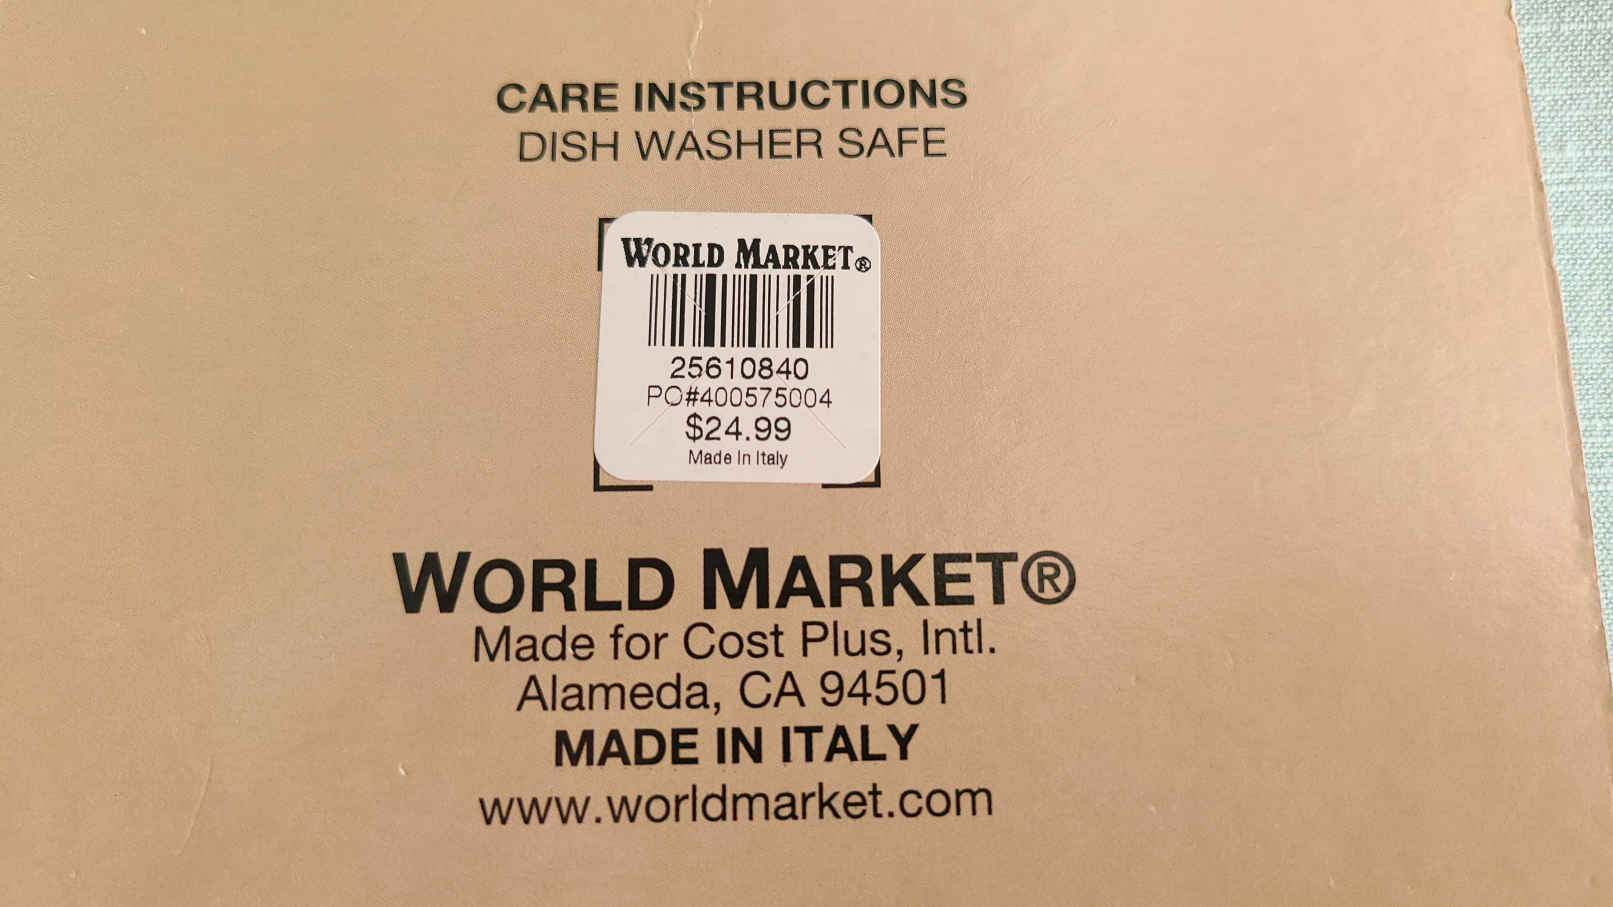 CARE INSTRUCTIONS
DISH WASHER SAFE
WORLD MARKET®
25610840
PO#400575004
$24.99
Made In Italy
WORLD MARKET®
Made for Cost Plus, Intl.
Alameda, CA 94501
MADE IN ITALY
www.worldmarket.com